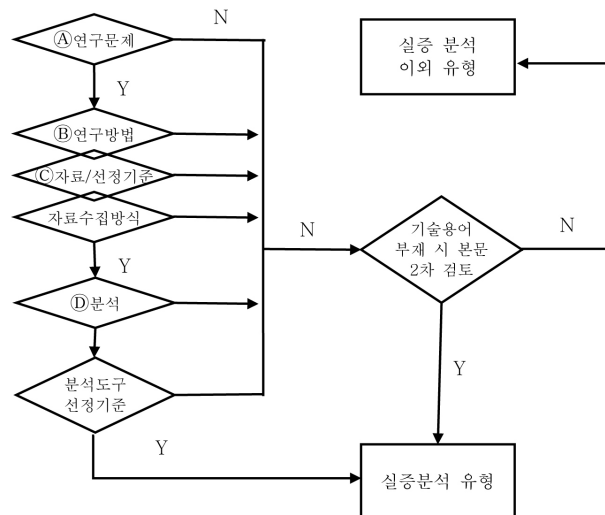 Ⓐ연구문제
N
실증 분석
이외 유형
Y
Ⓑ연구방법
Ⓒ자료/선정기준
자료수집방식
N
기술용어
부재 시 본문
2차 검토
N
Y
Ⓓ분석
분석도구
선정기준
Y
Y
실증분석 유형